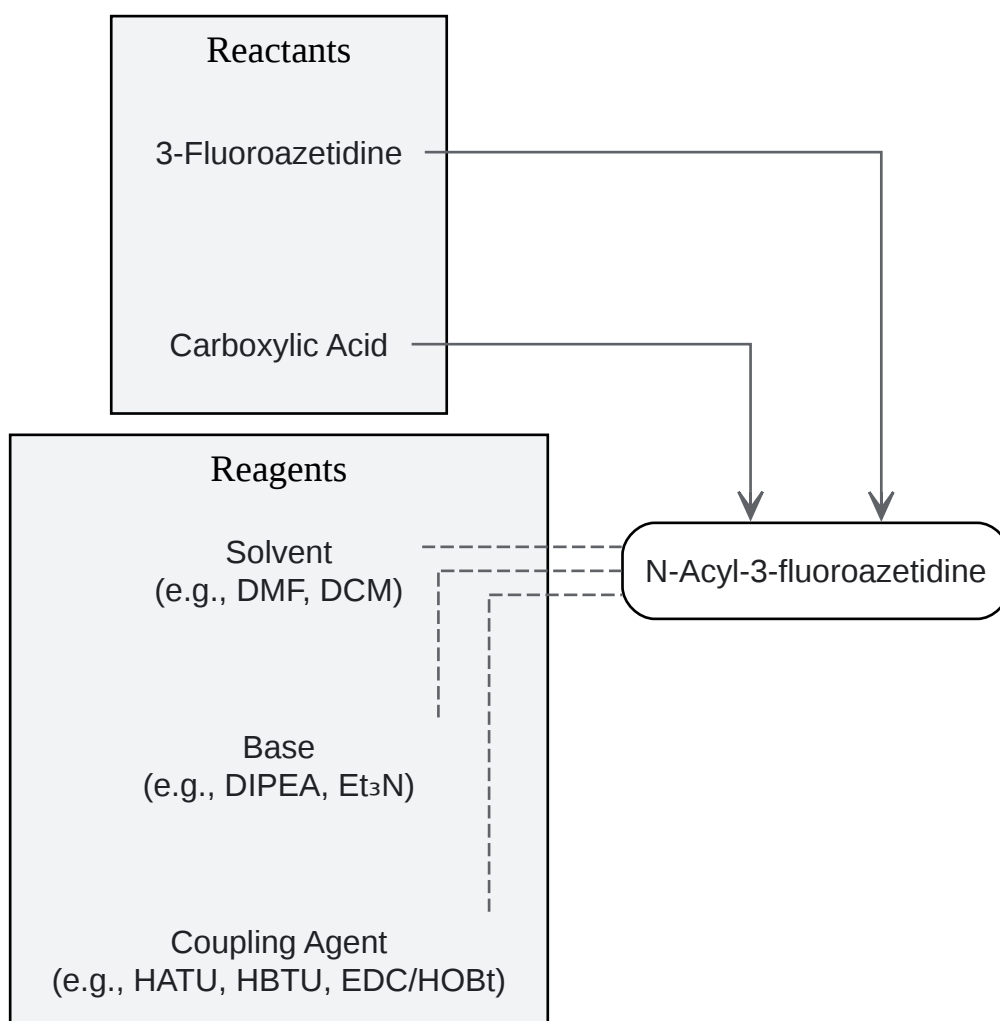 Reactants
3-Fluoroazetidine
Carboxylic Acid
Reagents
Solvent
(e.g., DMF, DCM)
N-Acyl-3-fluoroazetidine
Base
(e.g., DIPEA, Et₃N)
Coupling Agent
(e.g., HATU, HBTU, EDC/HOBt)